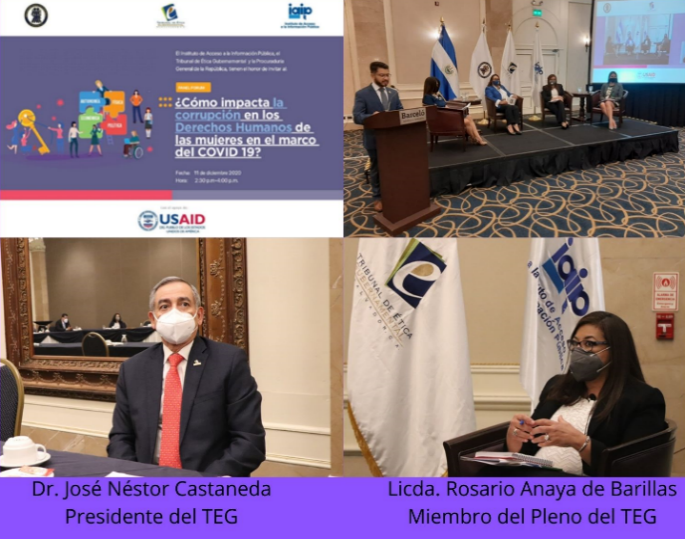 iaip
Instituto de Acceso
a la Información Pública
El Instituto de Acceso a la Información Pública, el
Tribunal de Ética Gubernamental y la Procuraduría
General de la República, tienen el honor de invitar al
¿Cómo impacta la
corrupción en los
Derechos Humanos de
las mujeres en el marco
del COVID 19?
Fecha: 15 de diciembre 2020
Hora: 2:30 p.m-4:00 p.m.
USAID
DEL PUEBLO DE LOS ESTADOS
UNIDOS DE AMÉRICA
Barceló
USAID
TRIBUNAL DE ÉTICA
GUBERNAMENTAL
iaip
Dr. José Néstor Castaneda
Presidente del TEG
Licda. Rosario Anaya de Barillas
Miembro del Pleno del TEG